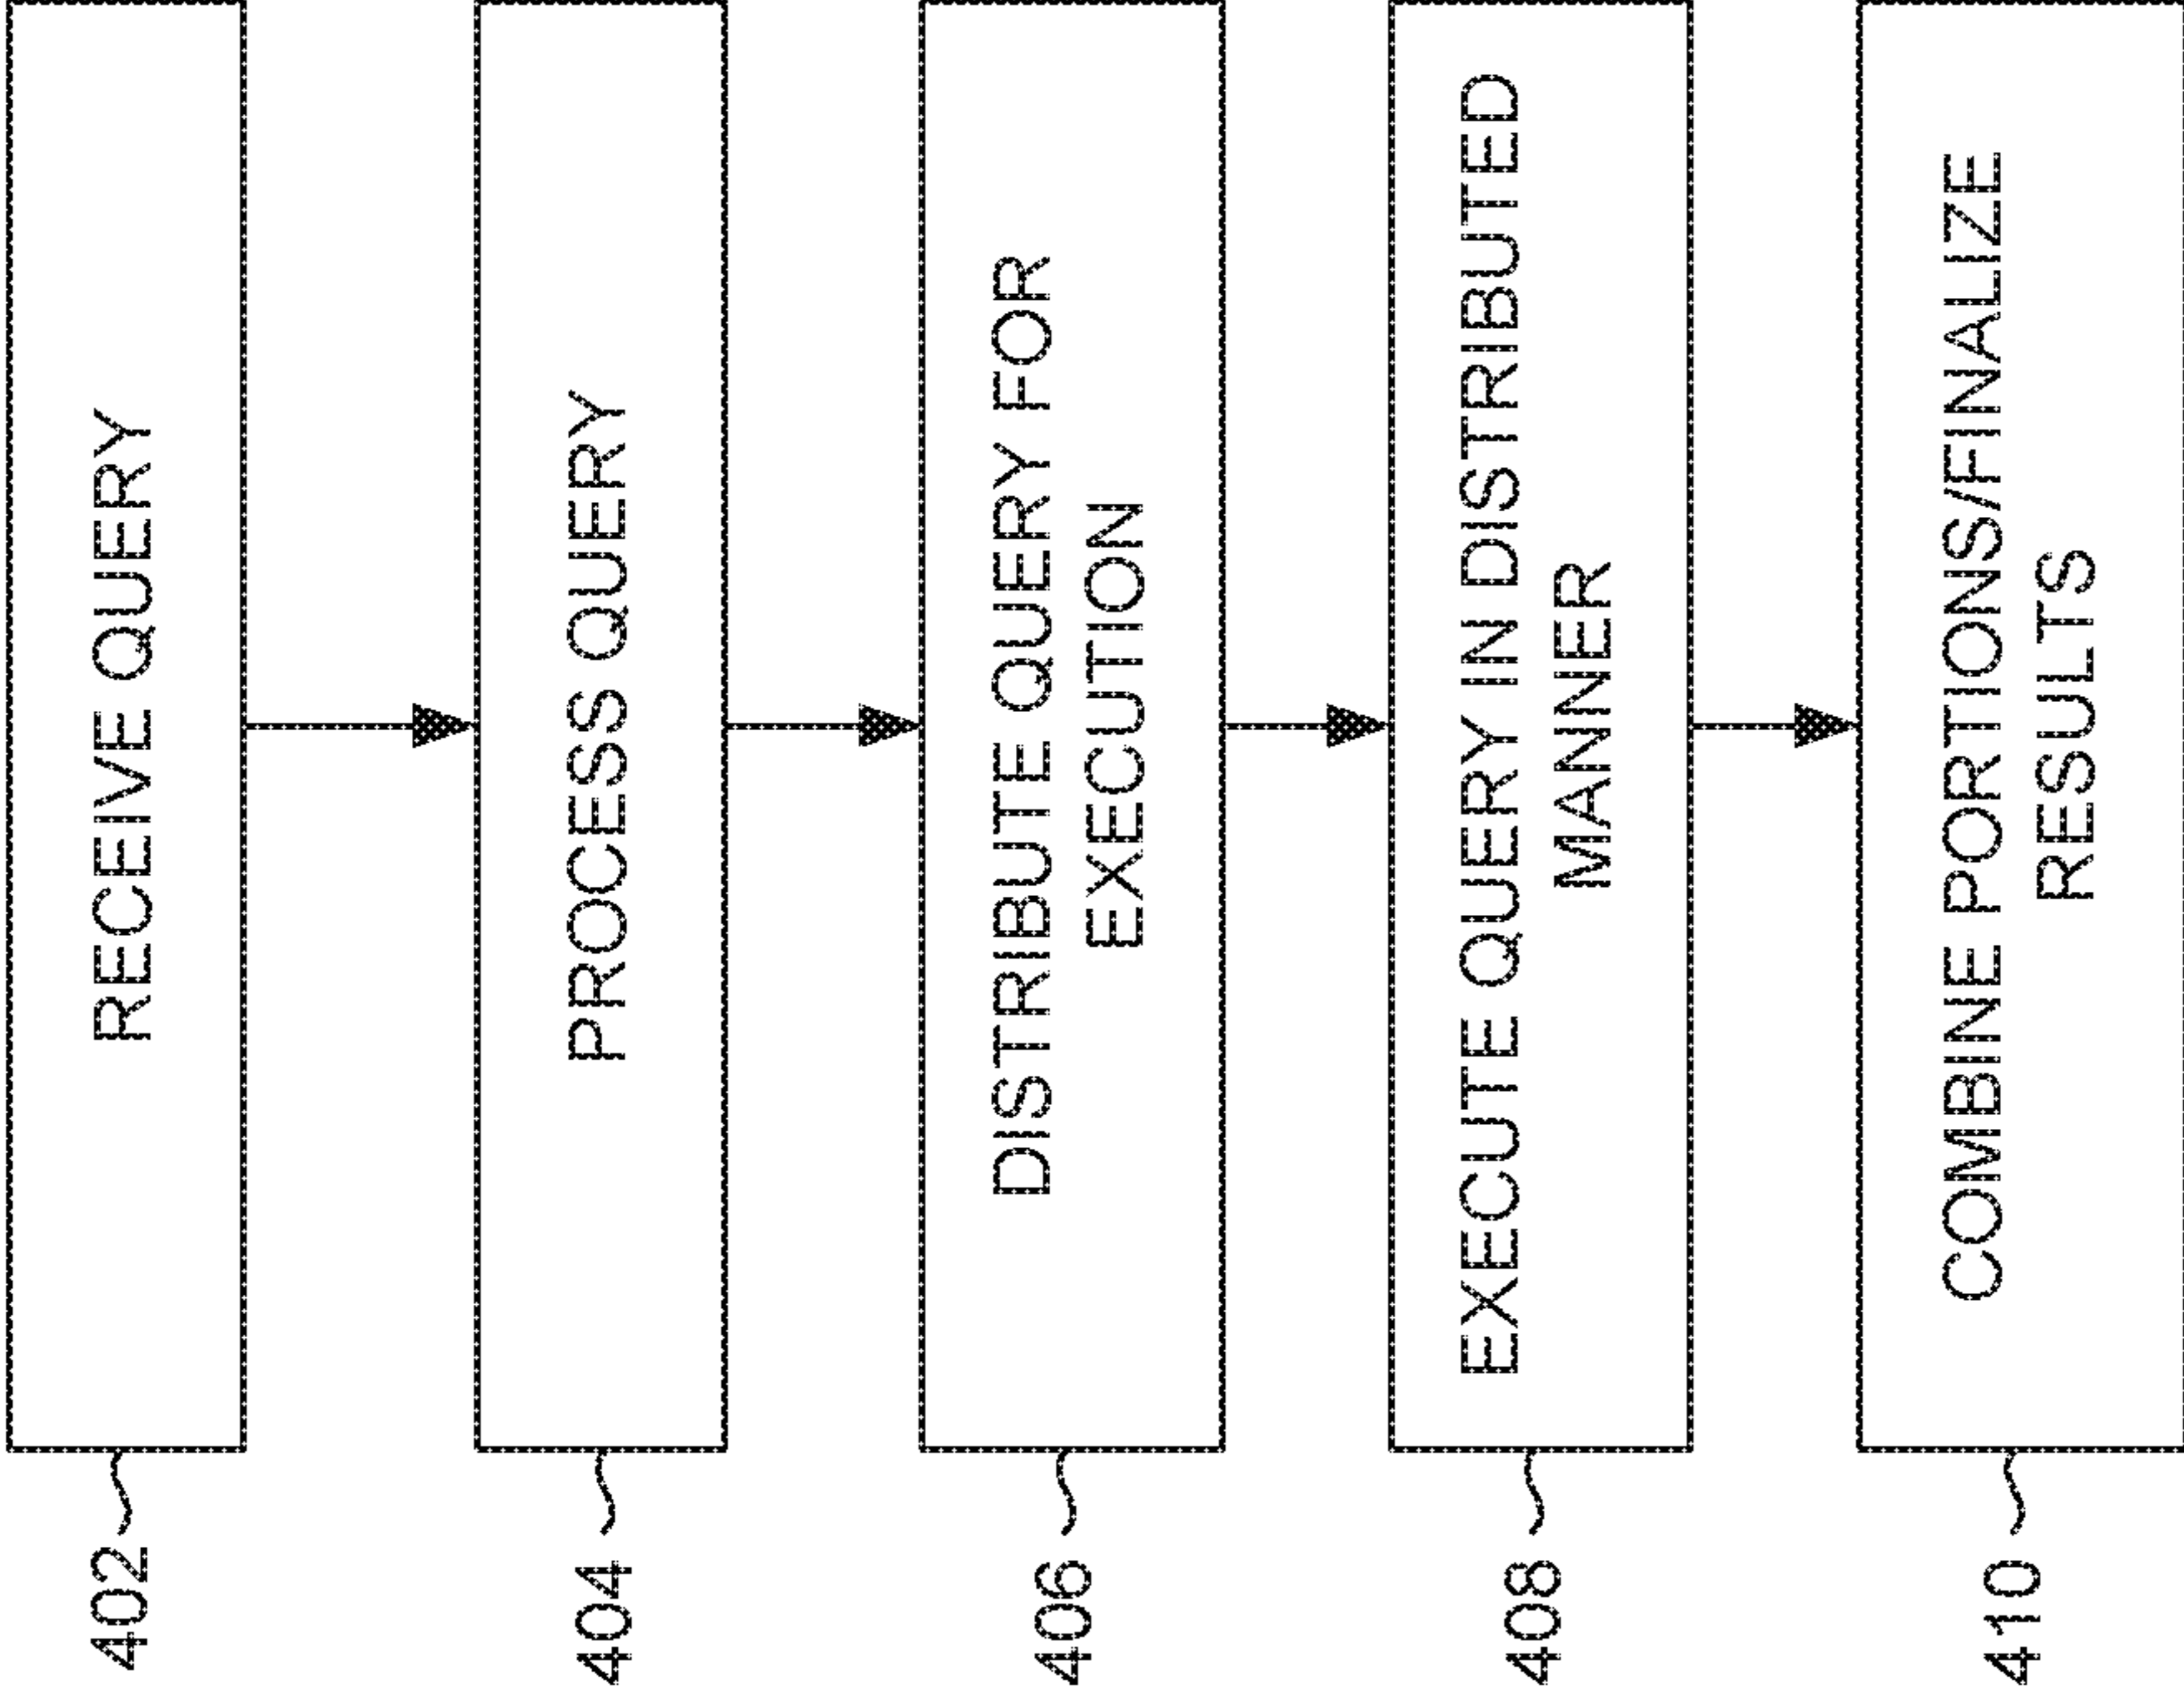 402
RECEIVE QUERY
404
PROCESS QUERY
406
DISTRIBUTE QUERY FOR
EXECUTION
408
EXECUTE QUERY IN DISTRIBUTED
MANNER
410
COMBINE PORTIONS/FINALIZE
RESULTS